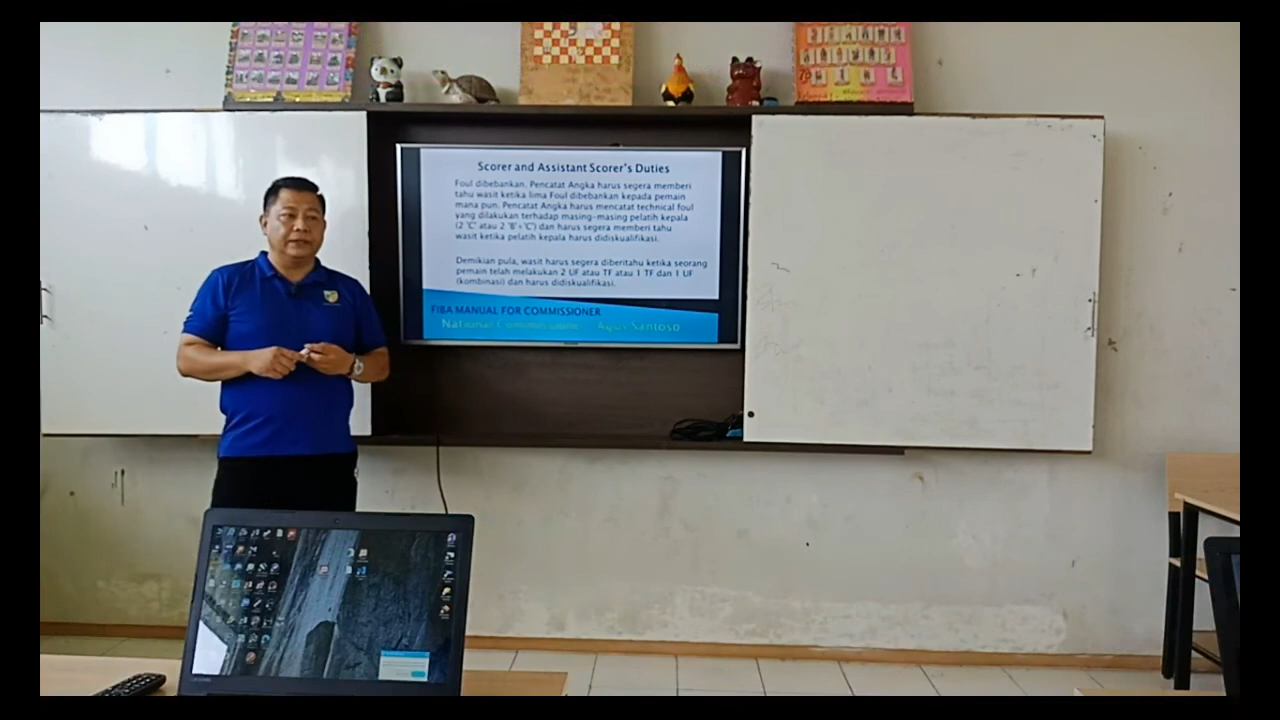 Scorer and Assistant Scorer's Duties
Foul dibebankan. Pencatat Angka harus segera memberi
tahu wasit ketika lima Foul dibebankan kepada pemain
mana pun. Pencatat Angka harus mencatat technical foul
yang dilakukan terhadap masing-masing pelatih kepala
(2 'C' atau 2 'B'+'C') dan harus segera memberi tahu
wasit ketika pelatih kepala harus didiskualifikasi.
Demikian pula, wasit harus segera diberitahu ketika seorang
pemain telah melakukan 2 UF atau TF atau 1 TF dan 1 UF
(kombinasi) dan harus didiskualifikasi.
FIBA MANUAL FOR COMMISSIONER
Agus Santoso